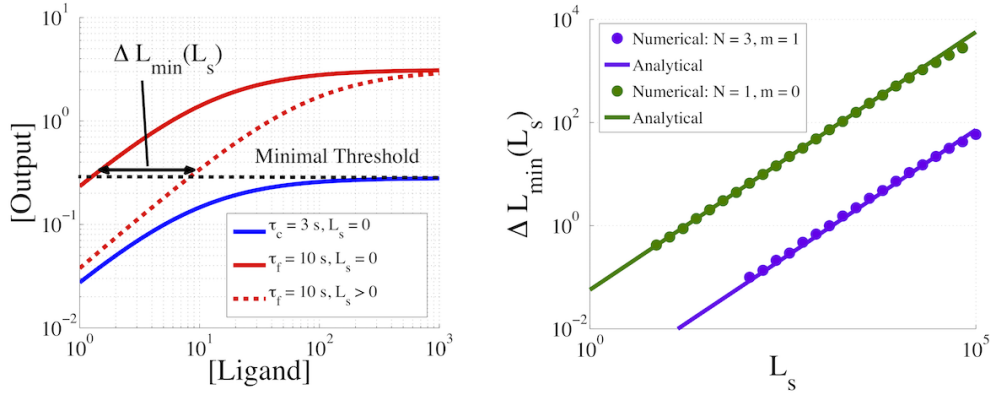 10^1
10^0
10^-1
10^-2
[Output]
Δ L_min(L_s)
Minimal Threshold
τ_c = 3 s, L_s = 0
τ_f = 10 s, L_s = 0
τ_f = 10 s, L_s > 0
10^0 10^1 10^2 10^3
[Ligand]
10^4
10^2
10^0
10^-2
Δ L_min(L_s)
Numerical: N = 3, m = 1
Analytical
Numerical: N = 1, m = 0
Analytical
10^0 10^5
L_s